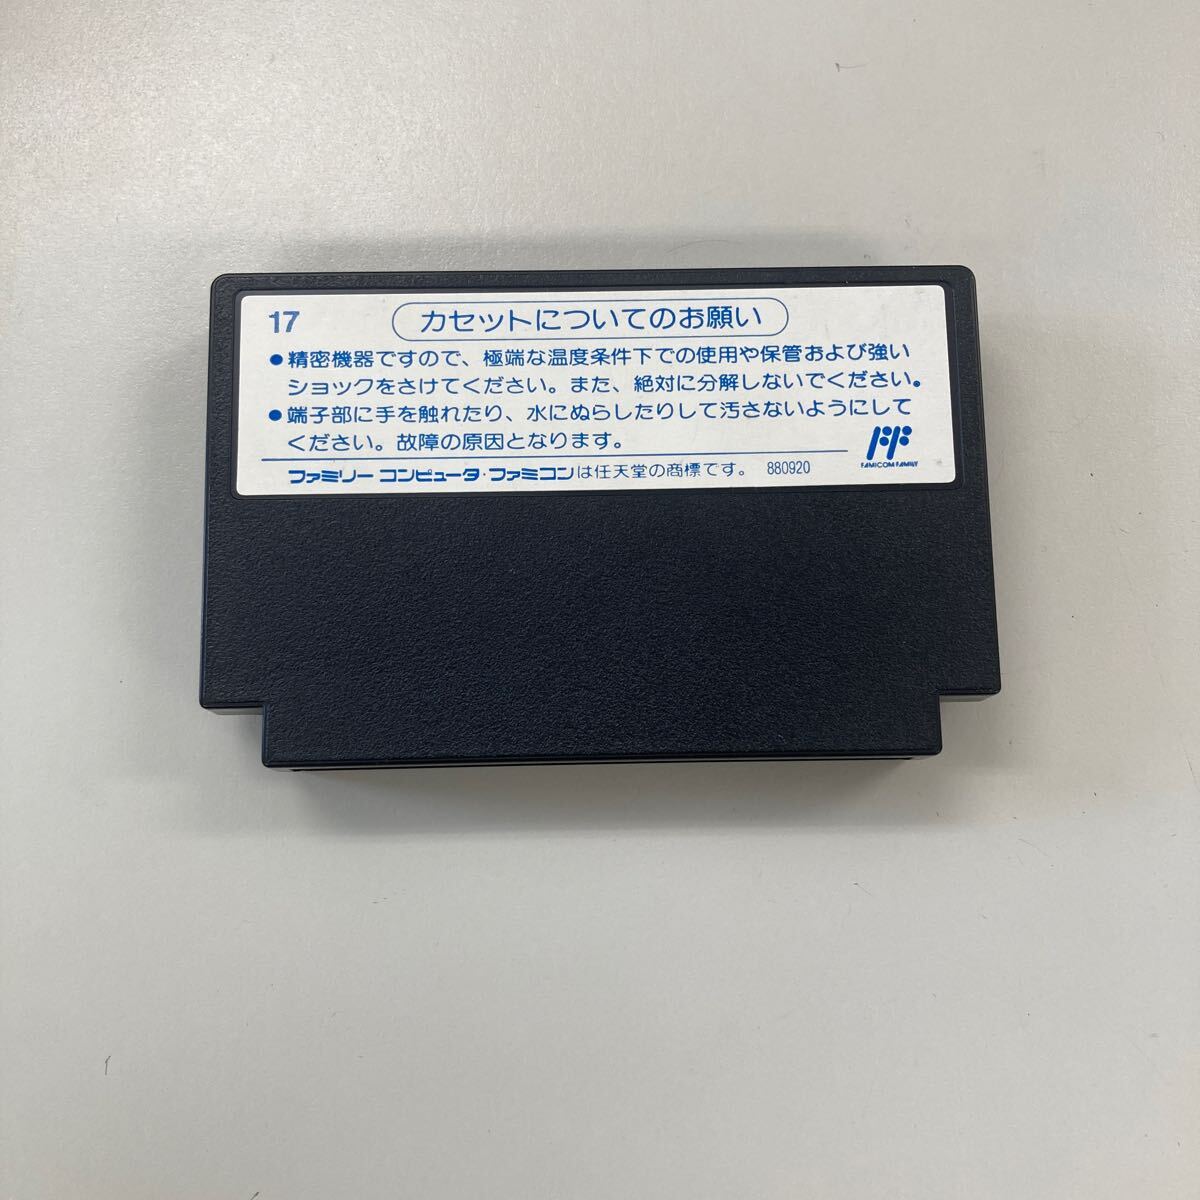 17
カセットについてのお願い
●精密機器ですので、極端な温度条件下での使用や保管および強い
ショックをさけてください。また、絶対に分解しないでください。
●端子部に手を触れたり、水にぬらしたりして汚さないようにして
ください。故障の原因となります。
FAMICOM FAMILY
ファミリーコンピュータ・ファミコンは任天堂の商標です。 880920